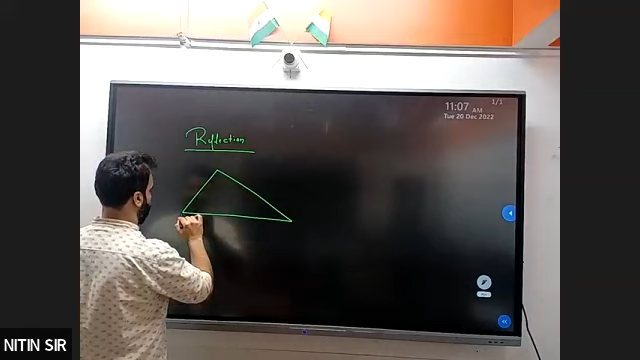 11:07 AM
1/1
Tue 20 Dec 2022
Reflection
NITIN SIR